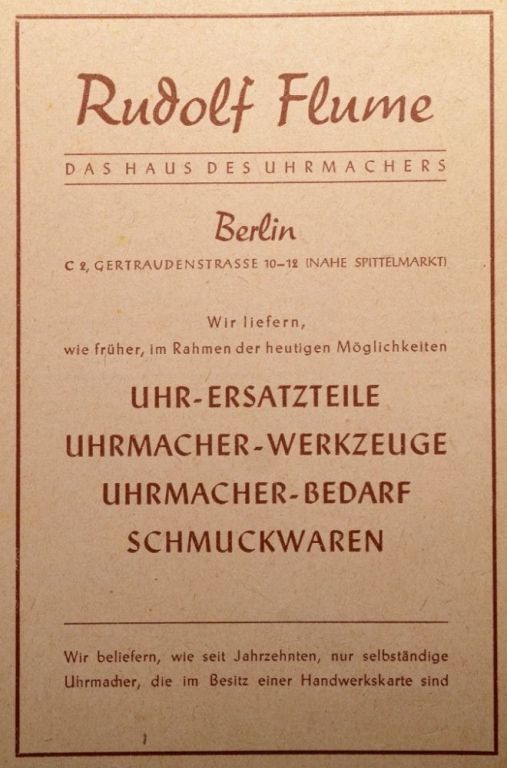 Rudolf Flume
DAS HAUS DES UHRMACHERS
Berlin
C 2, GERTRAUDENSTRASSE 10–12 (NAHE SPITTELMARKT)
Wir liefern,
wie früher, im Rahmen der heutigen Möglichkeiten
UHR-ERSATZTEILE
UHRMACHER-WERKZEUGE
UHRMACHER-BEDARF
SCHMUCKWAREN
Wir beliefern, wie seit Jahrzehnten, nur selbständige
Uhrmacher, die im Besitz einer Handwerkskarte sind